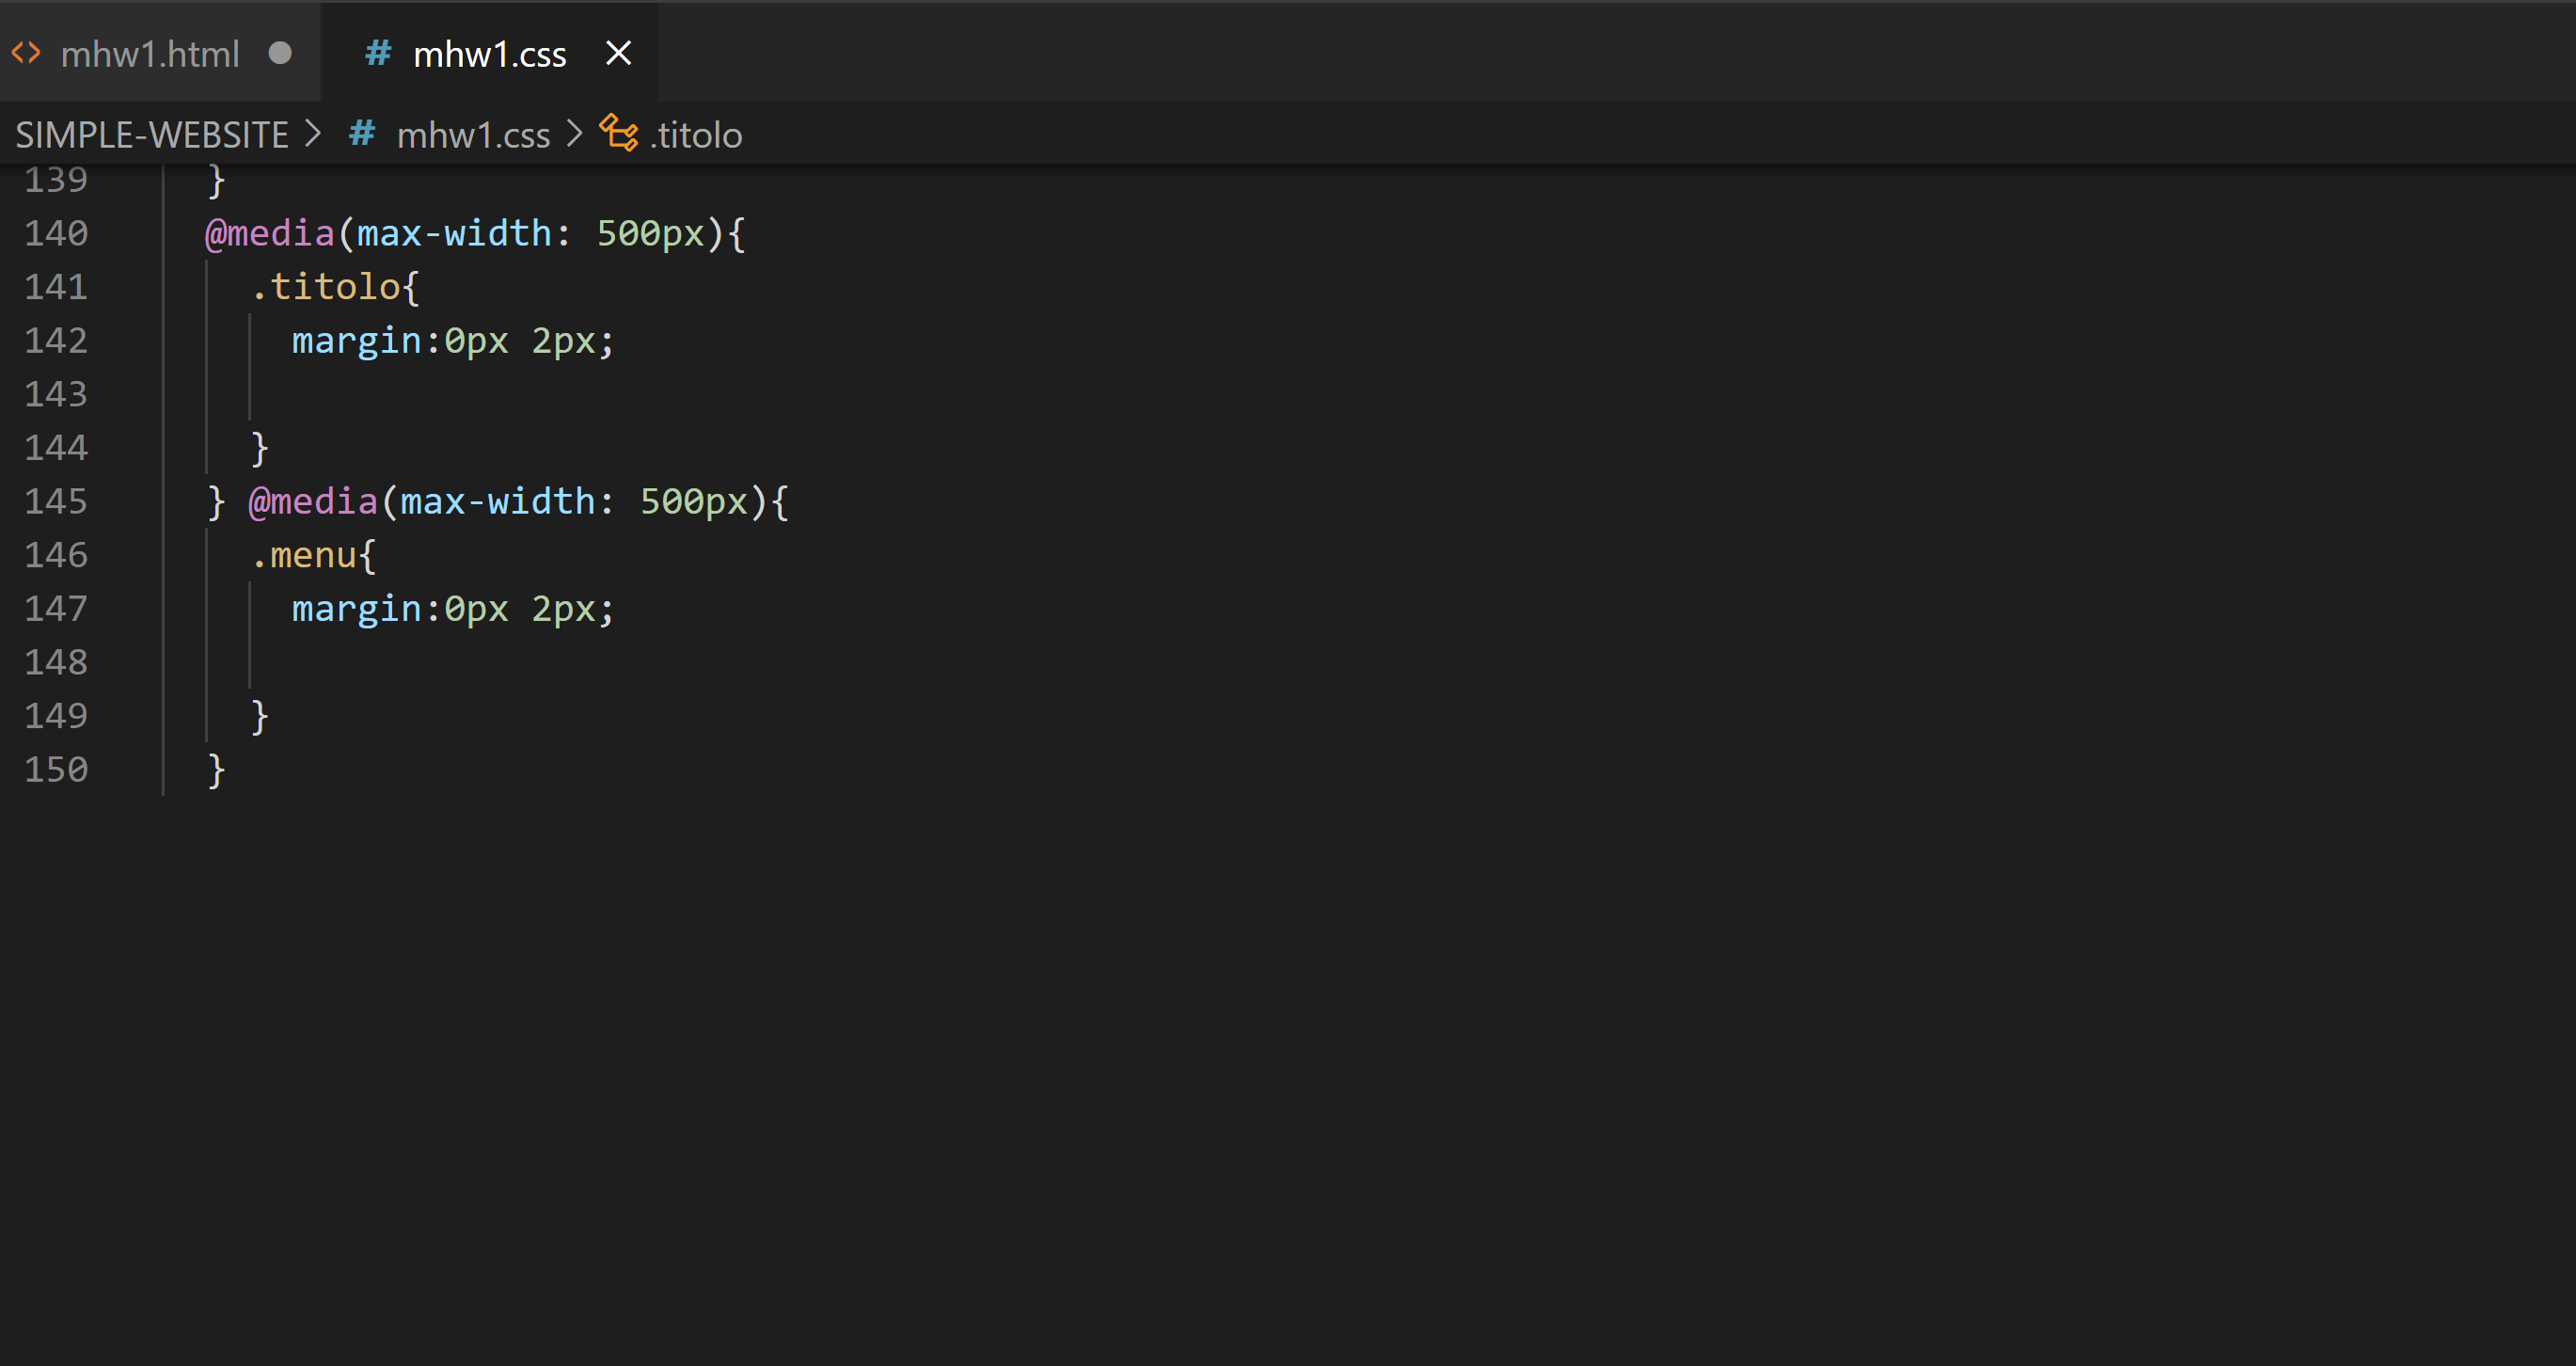 mhw1.html ● # mhw1.css ×
SIMPLE-WEBSITE > # mhw1.css > .titolo
139 }
140 @media(max-width: 500px){
141 .titolo{
142 margin:0px 2px;
143
144 }
145 } @media(max-width: 500px){
146 .menu{
147 margin:0px 2px;
148
149 }
150 }